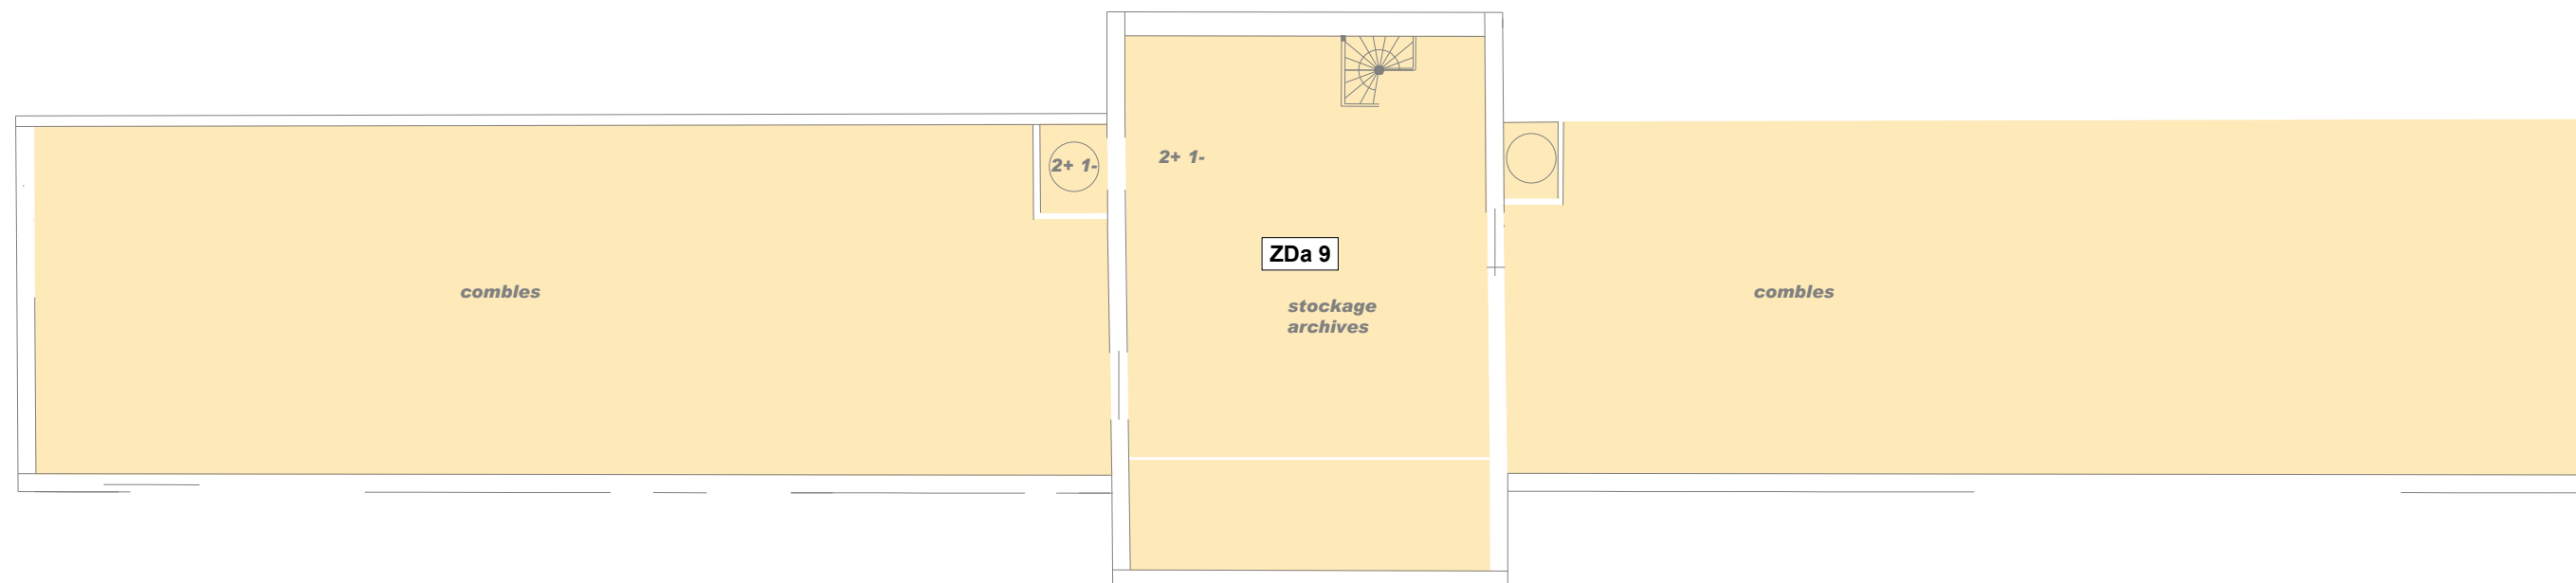 2+ 1-
2+ 1-
ZDa 9
combles
stockage
archives
combles